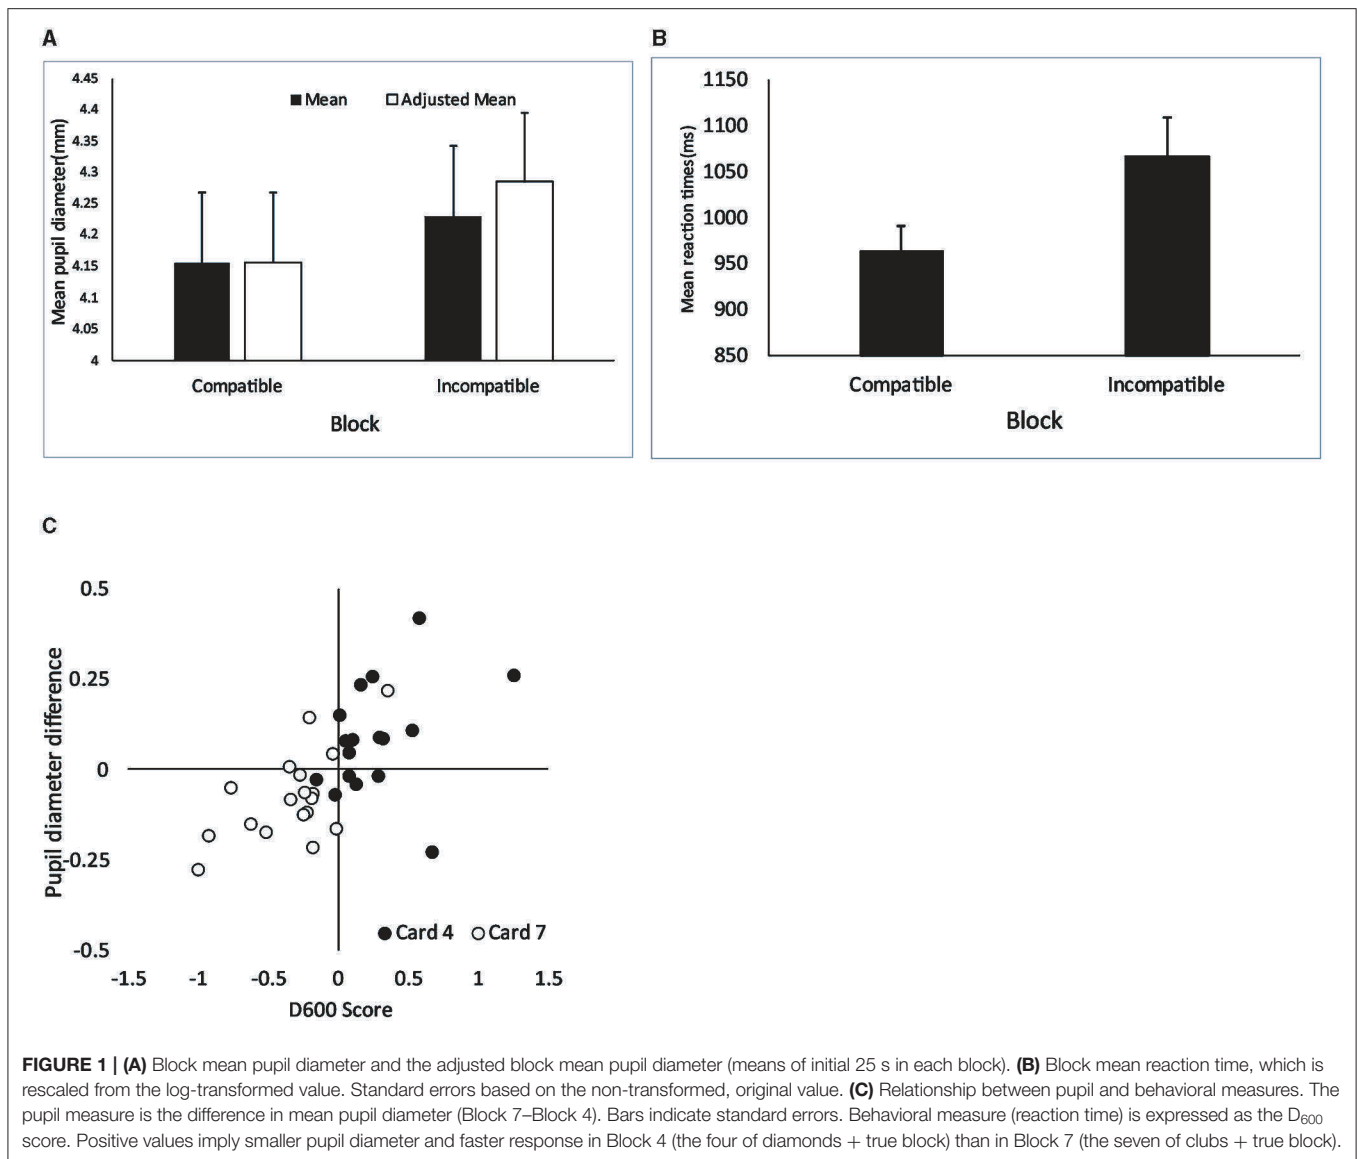 A
4.45
4.4
4.35
4.3
4.25
4.2
4.15
4.1
4.05
4
Mean pupil diameter(mm)
Mean
Adjusted Mean
Compatible
Incompatible
Block
B
1150
1100
1050
1000
950
900
850
Mean reaction times(ms)
Compatible
Incompatible
Block
C
0.5
0.25
0
-0.25
-0.5
Pupil diameter difference
Card 4
Card 7
-1.5 -1 -0.5 0 0.5 1 1.5
D600 Score
FIGURE 1 | (A) Block mean pupil diameter and the adjusted block mean pupil diameter (means of initial 25 s in each block). (B) Block mean reaction time, which is
rescaled from the log-transformed value. Standard errors based on the non-transformed, original value. (C) Relationship between pupil and behavioral measures. The
pupil measure is the difference in mean pupil diameter (Block 7–Block 4). Bars indicate standard errors. Behavioral measure (reaction time) is expressed as the D600
score. Positive values imply smaller pupil diameter and faster response in Block 4 (the four of diamonds + true block) than in Block 7 (the seven of clubs + true block).